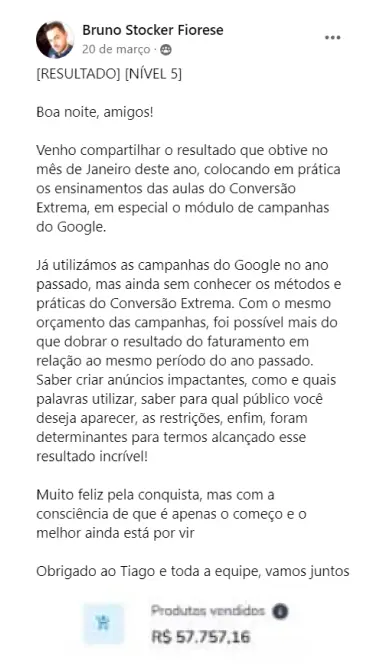 Bruno Stocker Fiorese
20 de março ·
[RESULTADO] [NÍVEL 5]
Boa noite, amigos!
Venho compartilhar o resultado que obtive no
mês de Janeiro deste ano, colocando em prática
os ensinamentos das aulas do Conversão
Extrema, em especial o módulo de campanhas
do Google.
Já utilizámos as campanhas do Google no ano
passado, mas ainda sem conhecer os métodos e
práticas do Conversão Extrema. Com o mesmo
orçamento das campanhas, foi possível mais do
que dobrar o resultado do faturamento em
relação ao mesmo período do ano passado.
Saber criar anúncios impactantes, como e quais
palavras utilizar, saber para qual público você
deseja aparecer, as restrições, enfim, foram
determinantes para termos alcançado esse
resultado incrível!
Muito feliz pela conquista, mas com a
consciência de que é apenas o começo e o
melhor ainda está por vir
Obrigado ao Tiago e toda a equipe, vamos juntos
Produtos vendidos
R$ 57.757,16